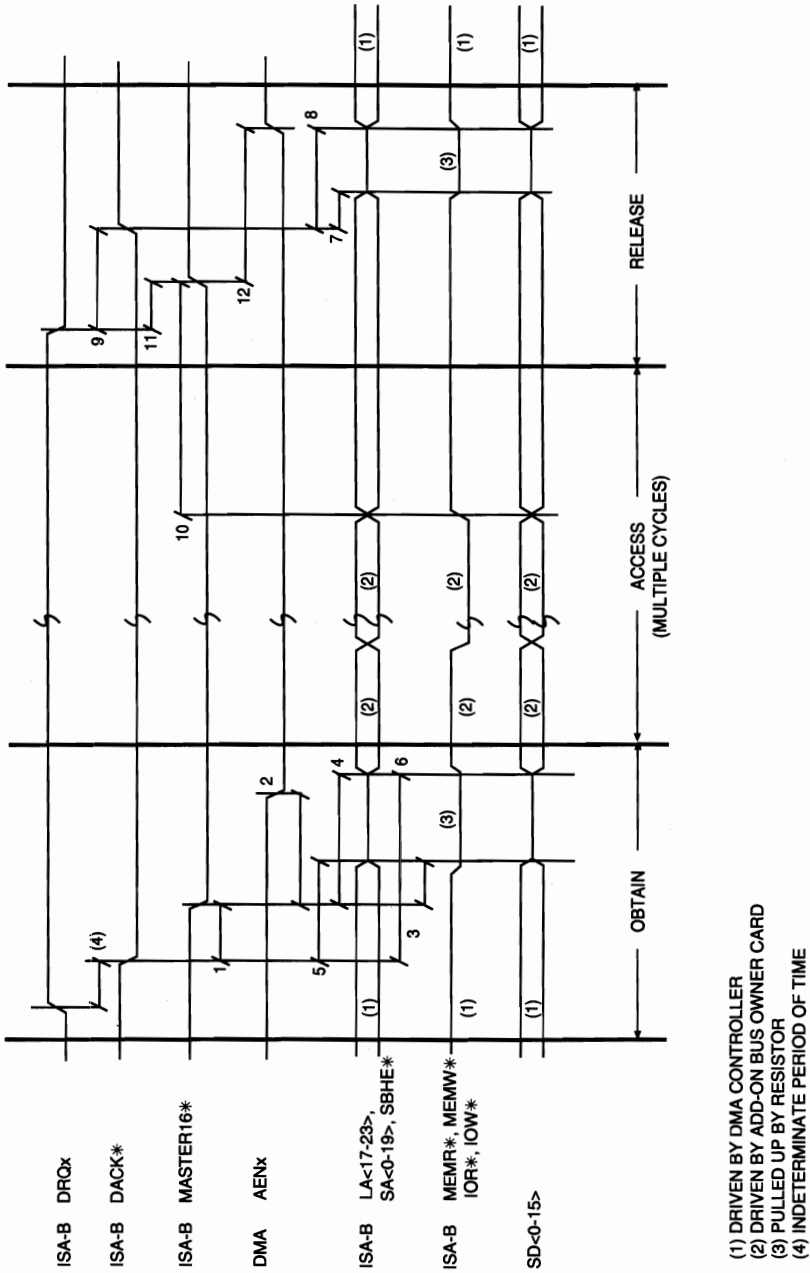 ISA-B DRQx
ISA-B DACK*
ISA-B MASTER16*
DMA AENx
ISA-B LA<17-23>,
SA<0-19>, SBHE*
ISA-B MEMR*, MEMW*
IOR*, IOW*
SD<0-15>
(4)
1
2
5
3
4
6
(1)
(1)
(1)
(3)
(2)
(2)
(2)
(2)
(2)
(2)
10
9
11
12
7
8
(3)
(1)
(1)
(1)
OBTAIN
ACCESS
(MULTIPLE CYCLES)
RELEASE
(1) DRIVEN BY DMA CONTROLLER
(2) DRIVEN BY ADD-ON BUS OWNER CARD
(3) PULLED UP BY RESISTOR
(4) INDETERMINATE PERIOD OF TIME